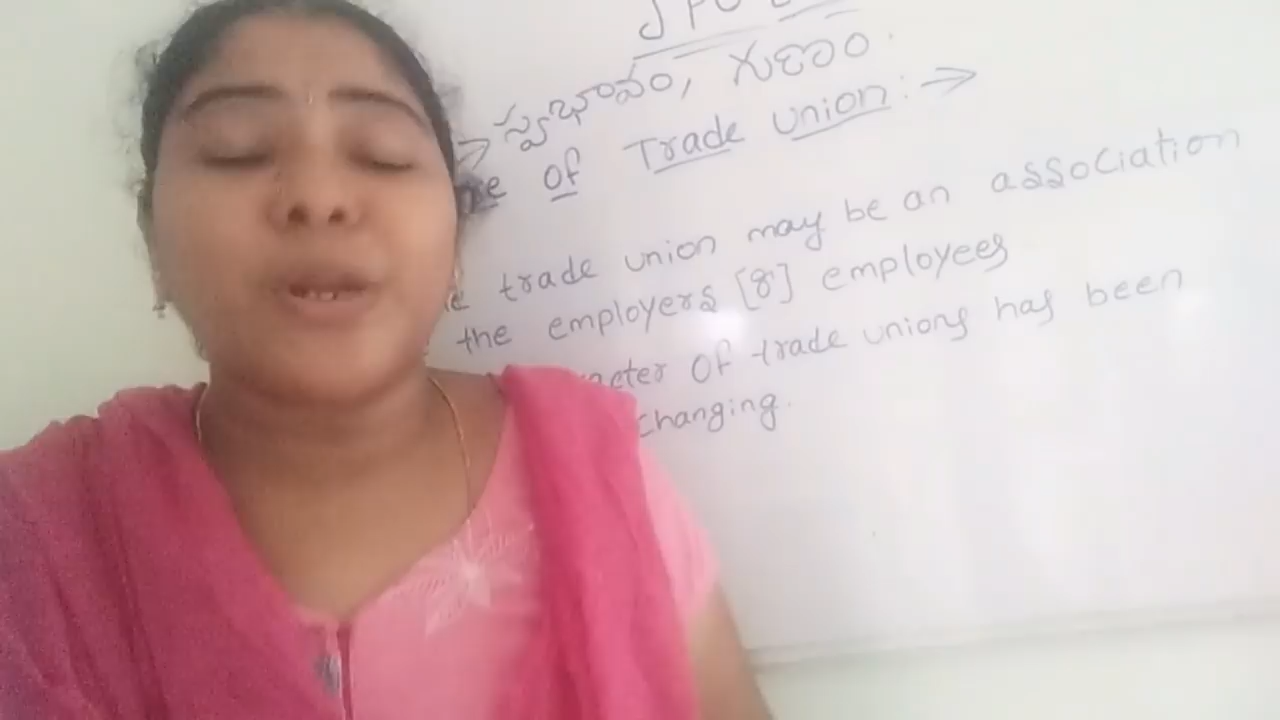 స్వభావం, గుణం
of Trade Union :- →
trade union may be an association
the employers [or] employees
of trade unions has been
changing.